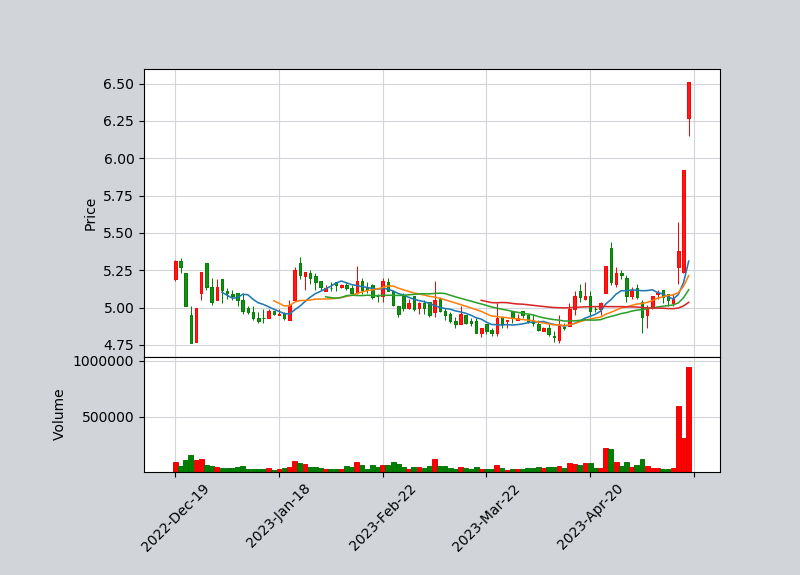 6.50
6.25
6.00
5.75
5.50
5.25
5.00
4.75
Price
1000000
500000
Volume
2022-Dec-19
2023-Jan-18
2023-Feb-22
2023-Mar-22
2023-Apr-20